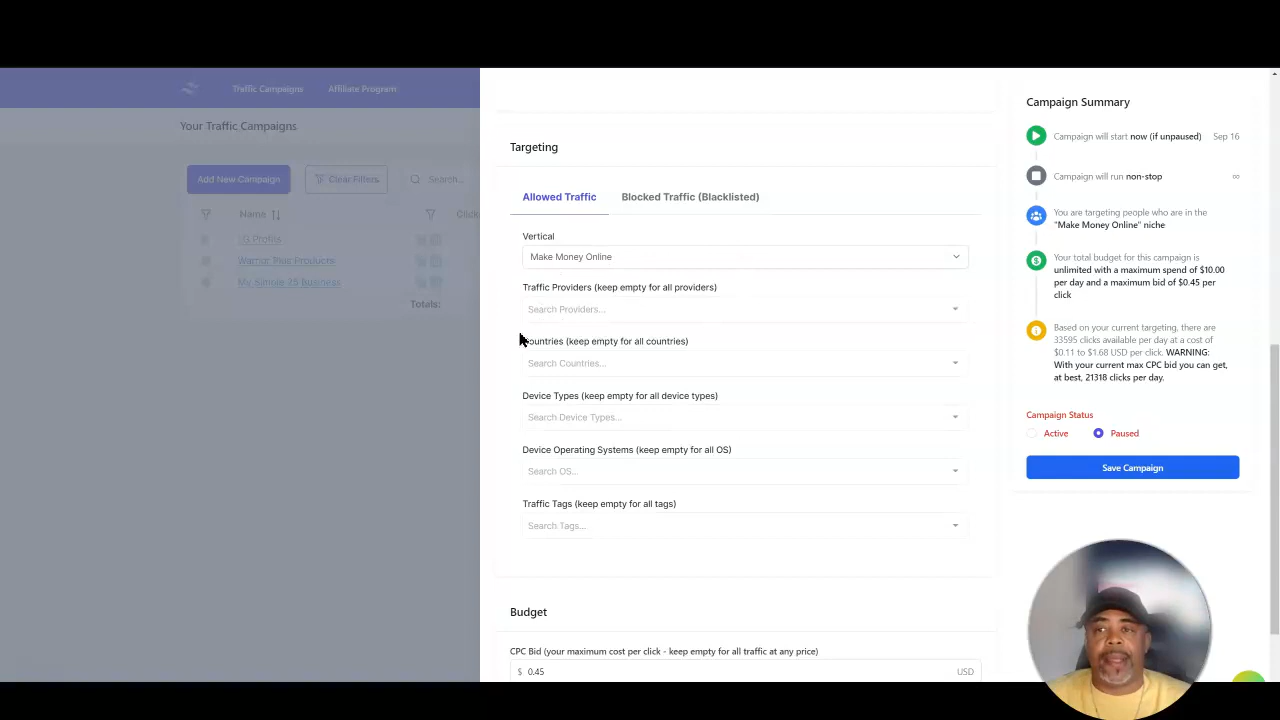 Traffic Campaigns
Affiliate Program
Your Traffic Campaigns
Add New Campaign
Clear Filters
Search...
Name
LG Profits
Warrior Plus Products
My Simple 25 Business
Totals:
Targeting
Allowed Traffic
Blocked Traffic (Blacklisted)
Vertical
Make Money Online
Traffic Providers (keep empty for all providers)
Search Providers...
ountries (keep empty for all countries)
Search Countries...
Device Types (keep empty for all device types)
Search Device Types...
Device Operating Systems (keep empty for all OS)
Search OS...
Traffic Tags (keep empty for all tags)
Search Tags...
Budget
CPC Bid (your maximum cost per click - keep empty for all traffic at any price)
$ 0.45 USD
Campaign Summary
Campaign will start now (if unpaused) Sep 16
Campaign will run non-stop ∞
You are targeting people who are in the
"Make Money Online" niche
Your total budget for this campaign is
unlimited with a maximum spend of $10.00
per day and a maximum bid of $0.45 per
click
Based on your current targeting, there are
33595 clicks available per day at a cost of
$0.11 to $1.68 USD per click. WARNING:
With your current max CPC bid you can get,
at best, 21318 clicks per day.
Campaign Status
Active
Paused
Save Campaign